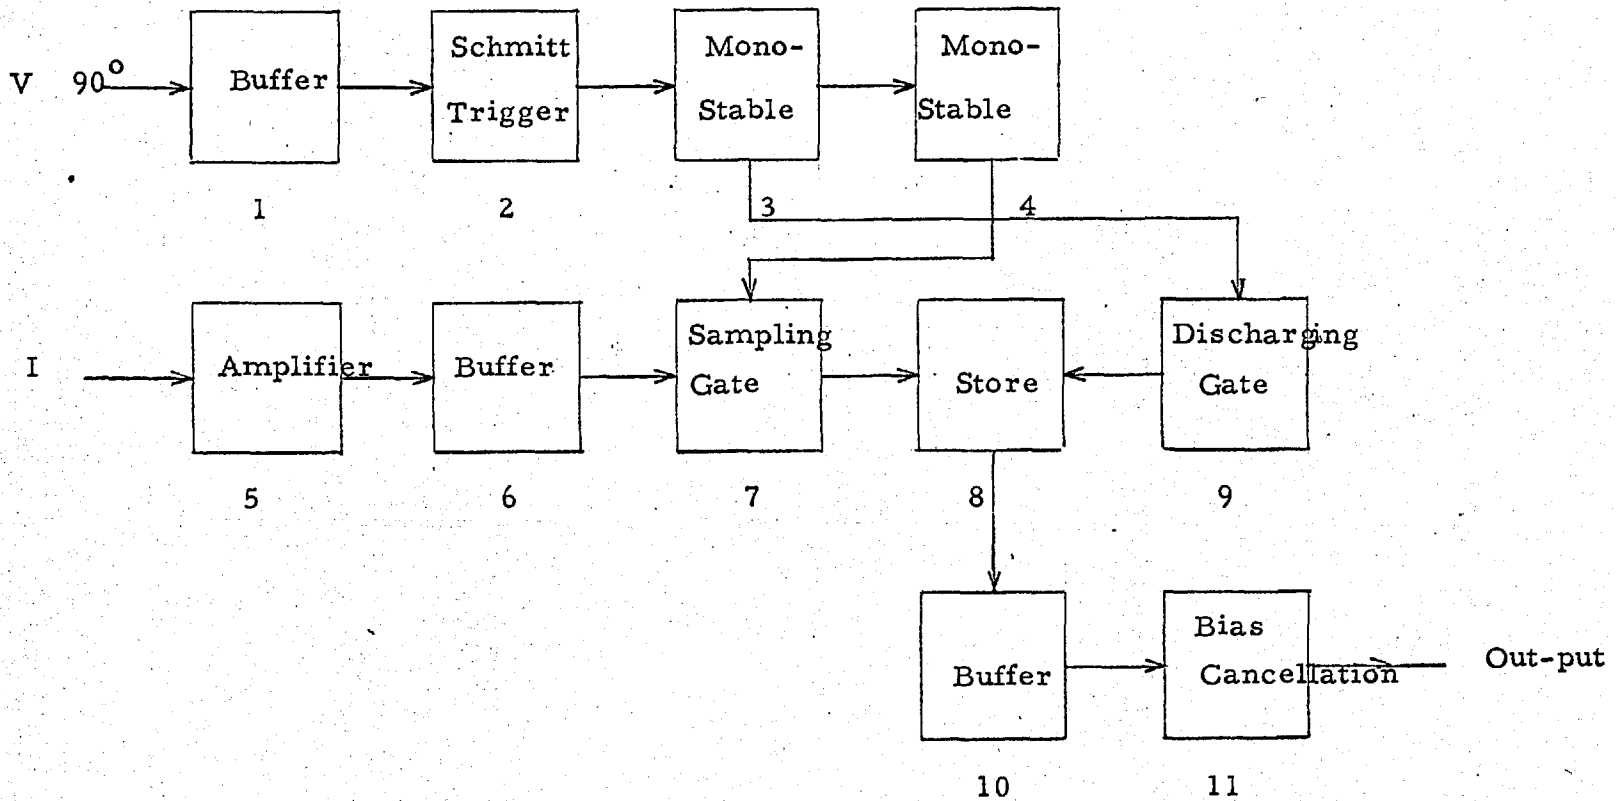 V 90°
Buffer
Schmitt
Trigger
Mono-
Stable
Mono-
Stable
1
2
3
4
I
Amplifier
Buffer
Sampling
Gate
Store
Discharging
Gate
5
6
7
8
9
Buffer
Bias
Cancellation
Out-put
10
11